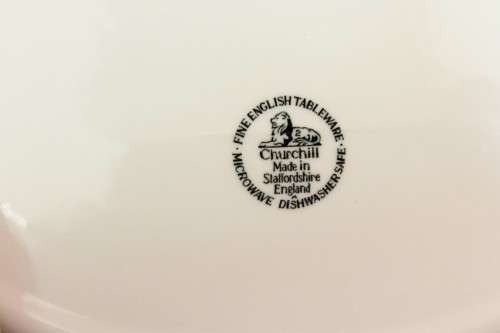 · FINE ENGLISH TABLEWARE ·
Churchill
Made in
Staffordshire
England
MICROWAVE DISHWASHER SAFE